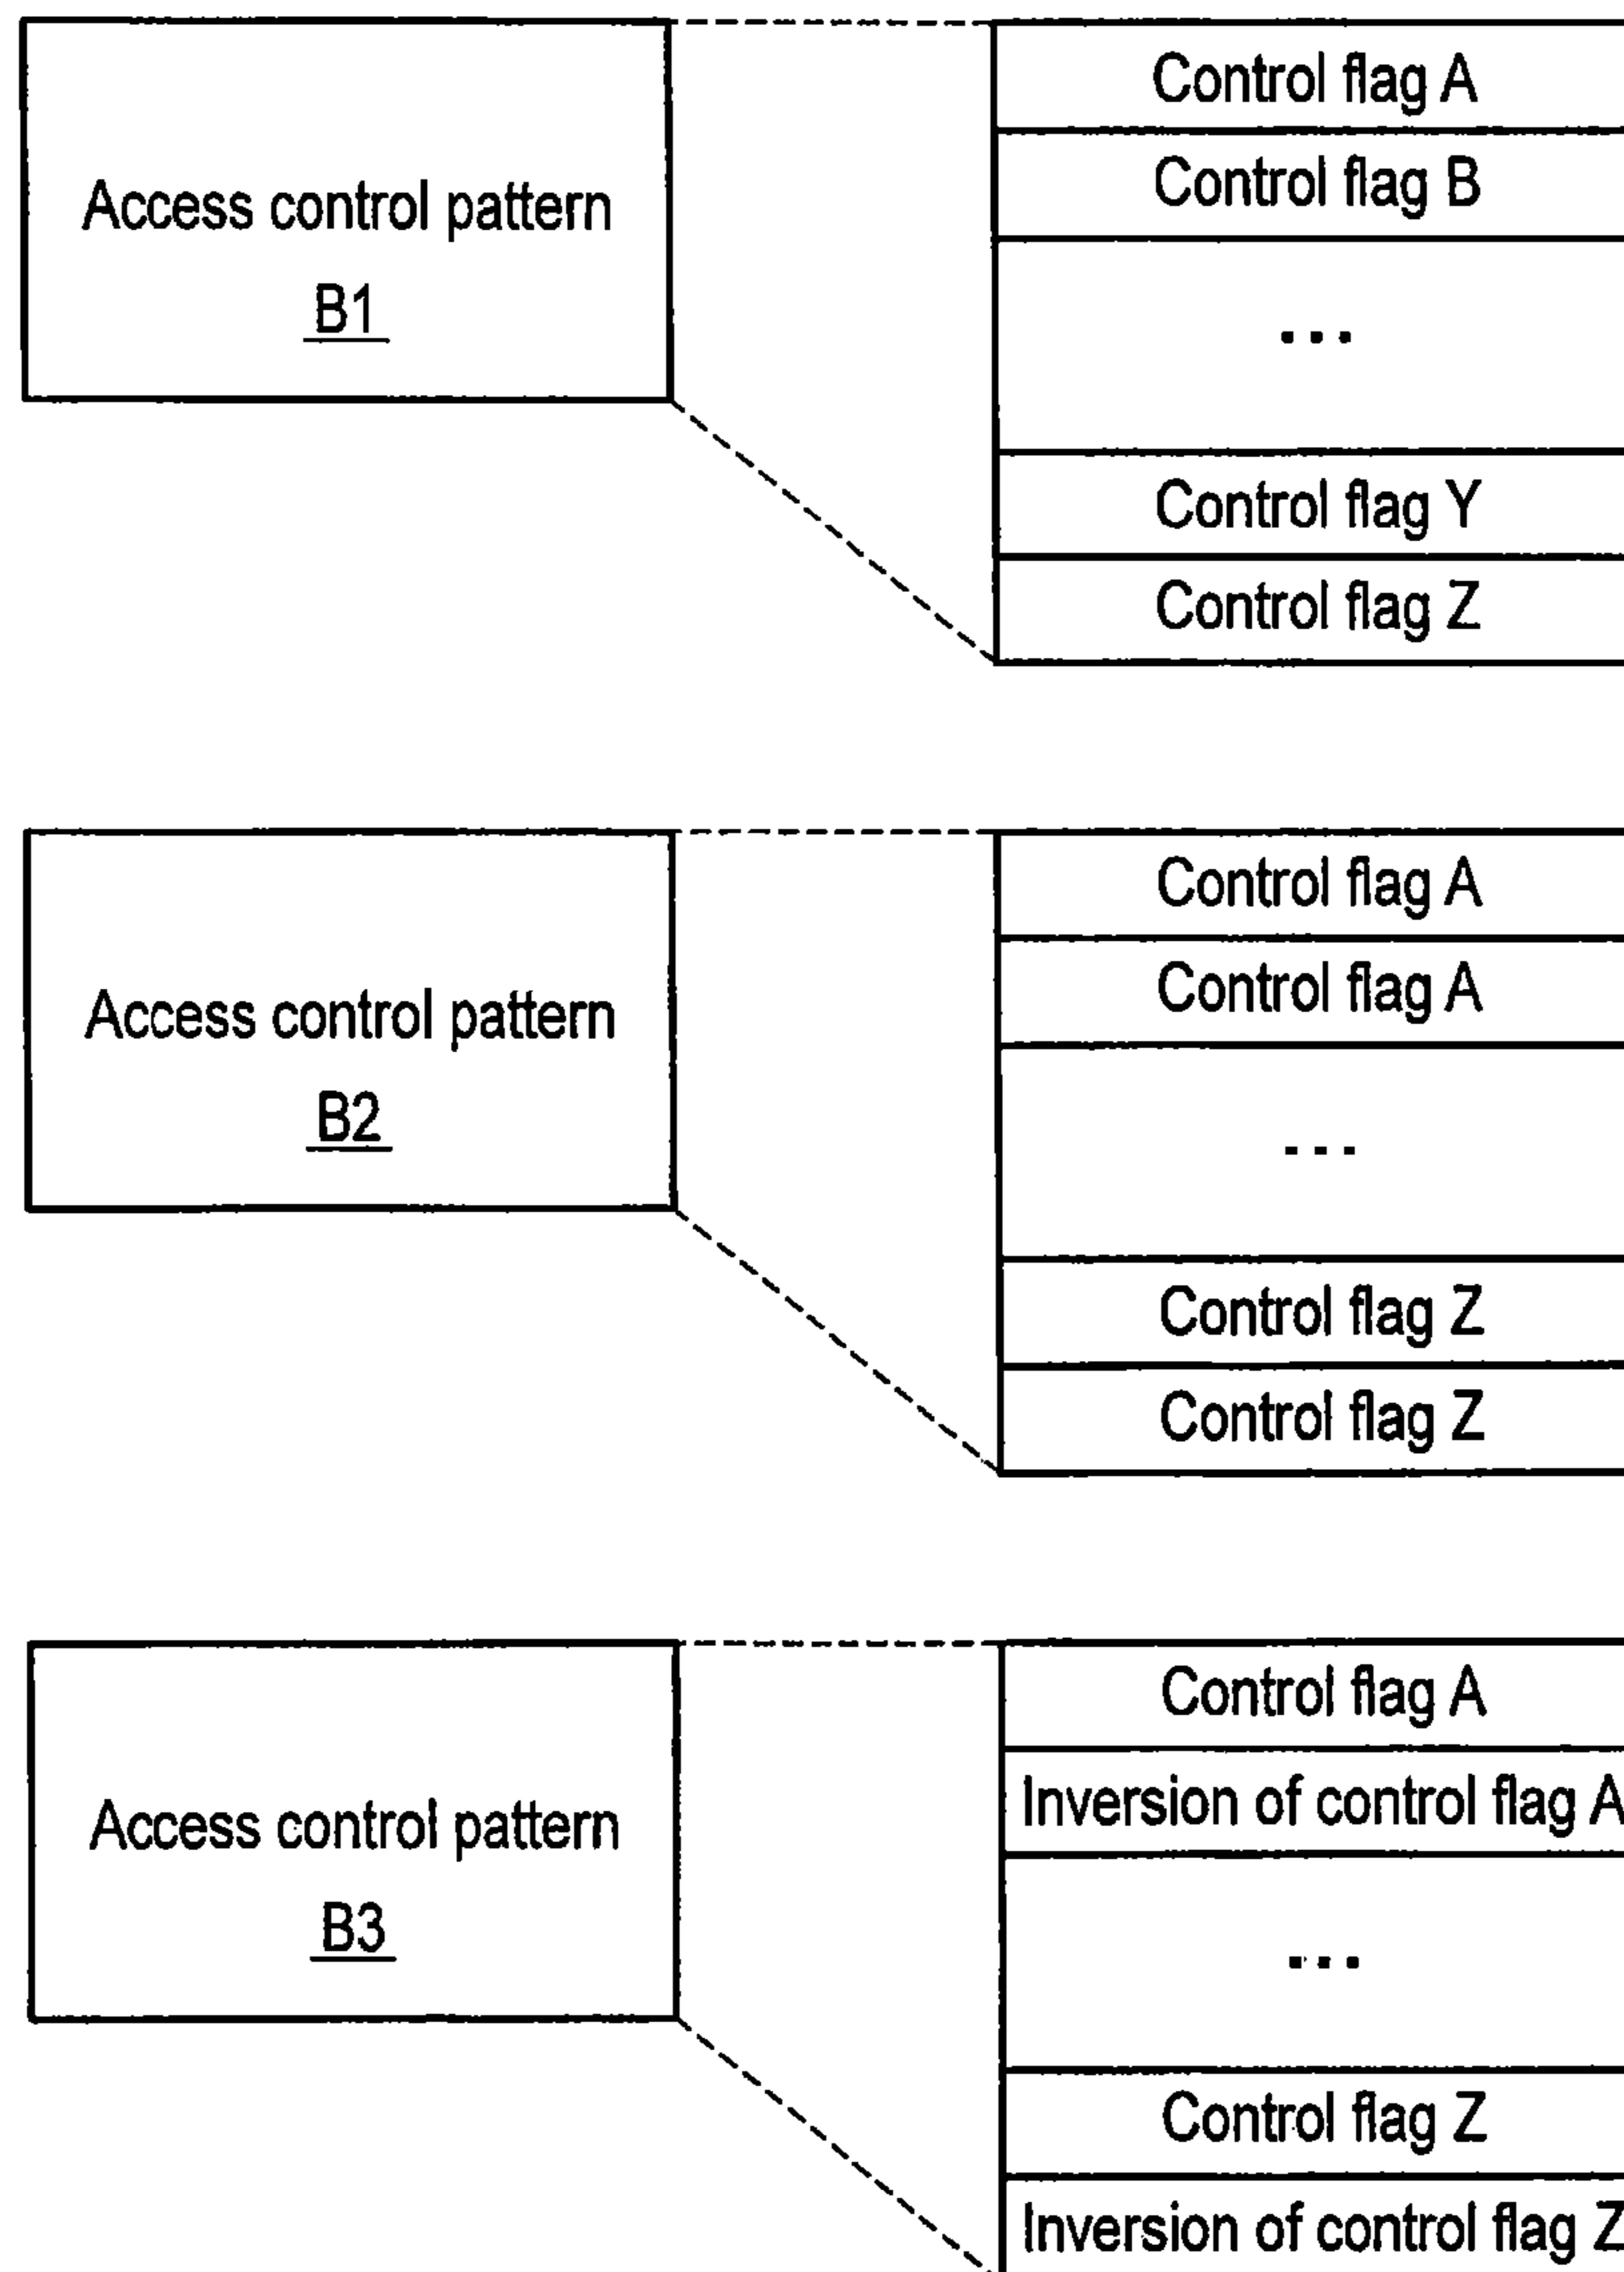 Access control pattern
B1
Control flag A
Control flag B
...
Control flag Y
Control flag Z
Access control pattern
B2
Control flag A
Control flag A
...
Control flag Z
Control flag Z
Access control pattern
B3
Control flag A
Inversion of control flag A
...
Control flag Z
Inversion of control flag Z